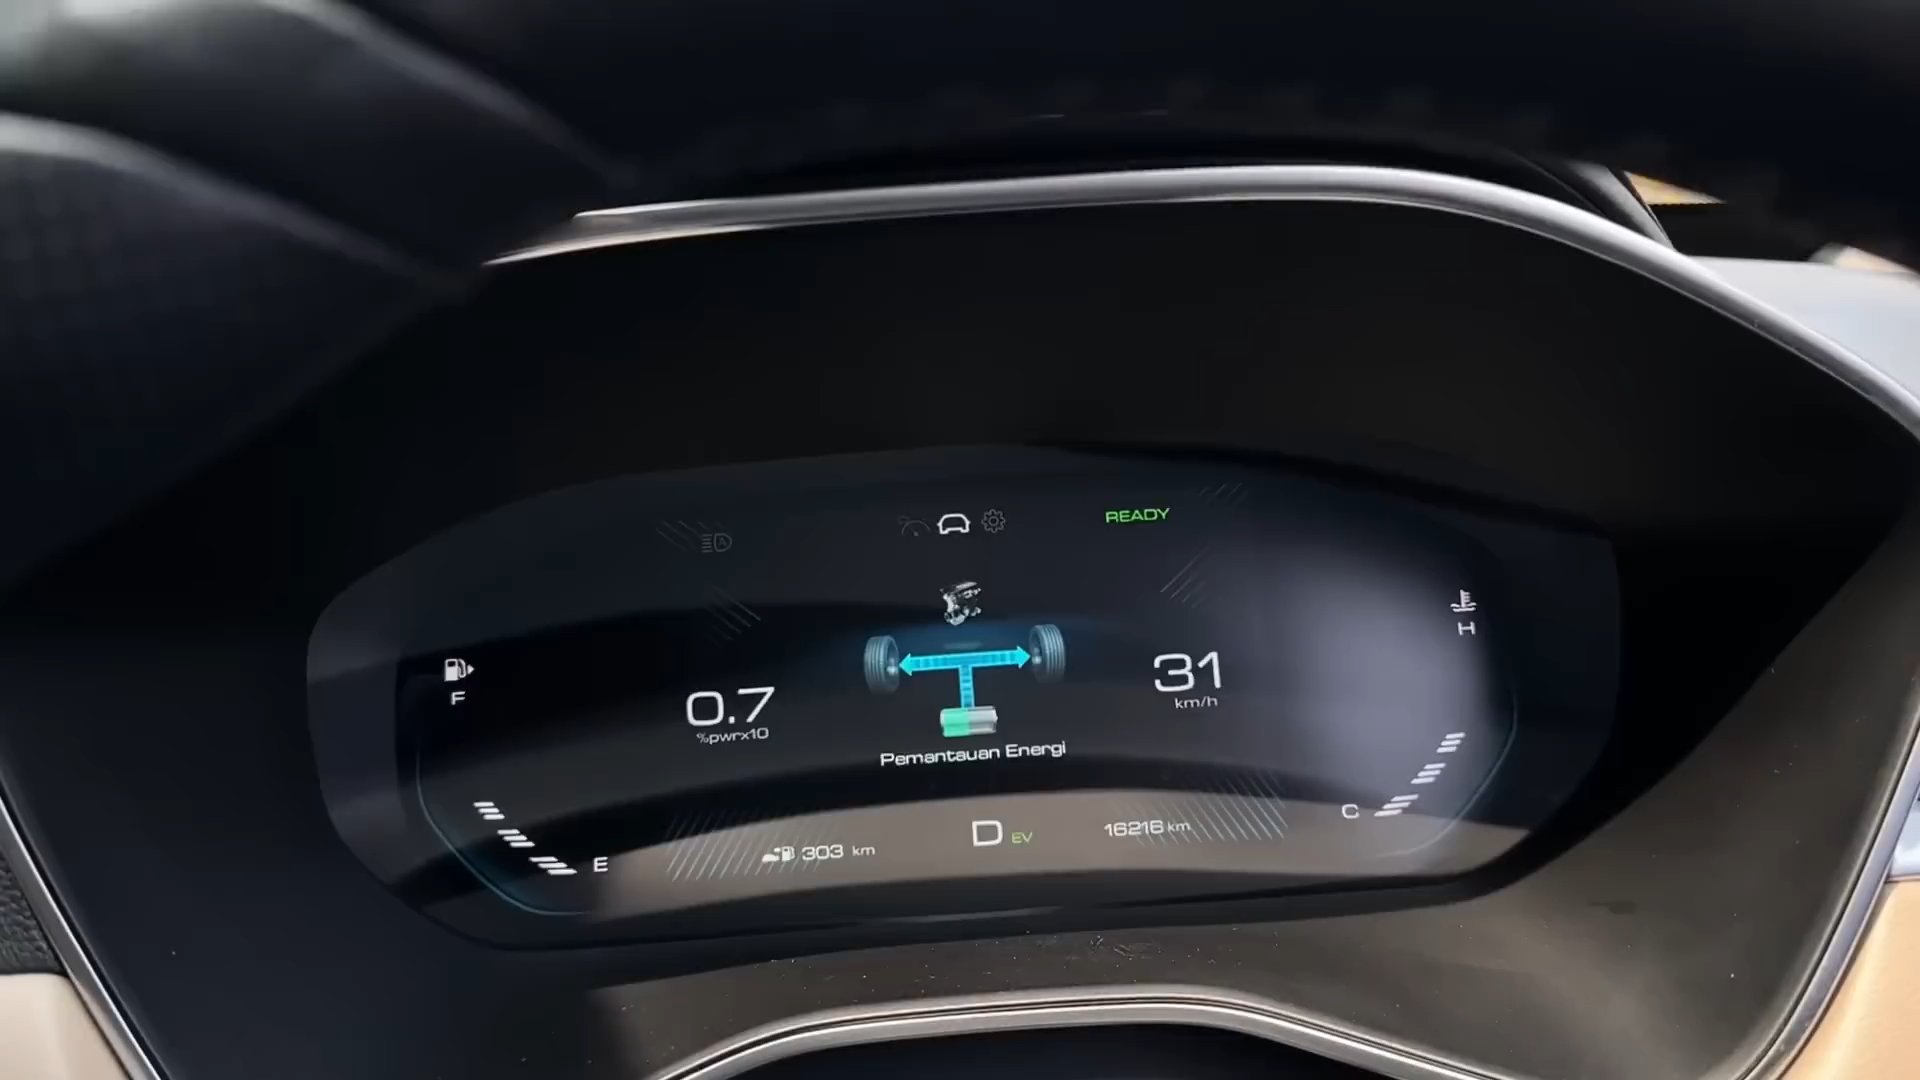 READY
H
F
0.7
%pwrx10
31
km/h
Pemantauan Energi
C
E
303 km
D EV
16216 km